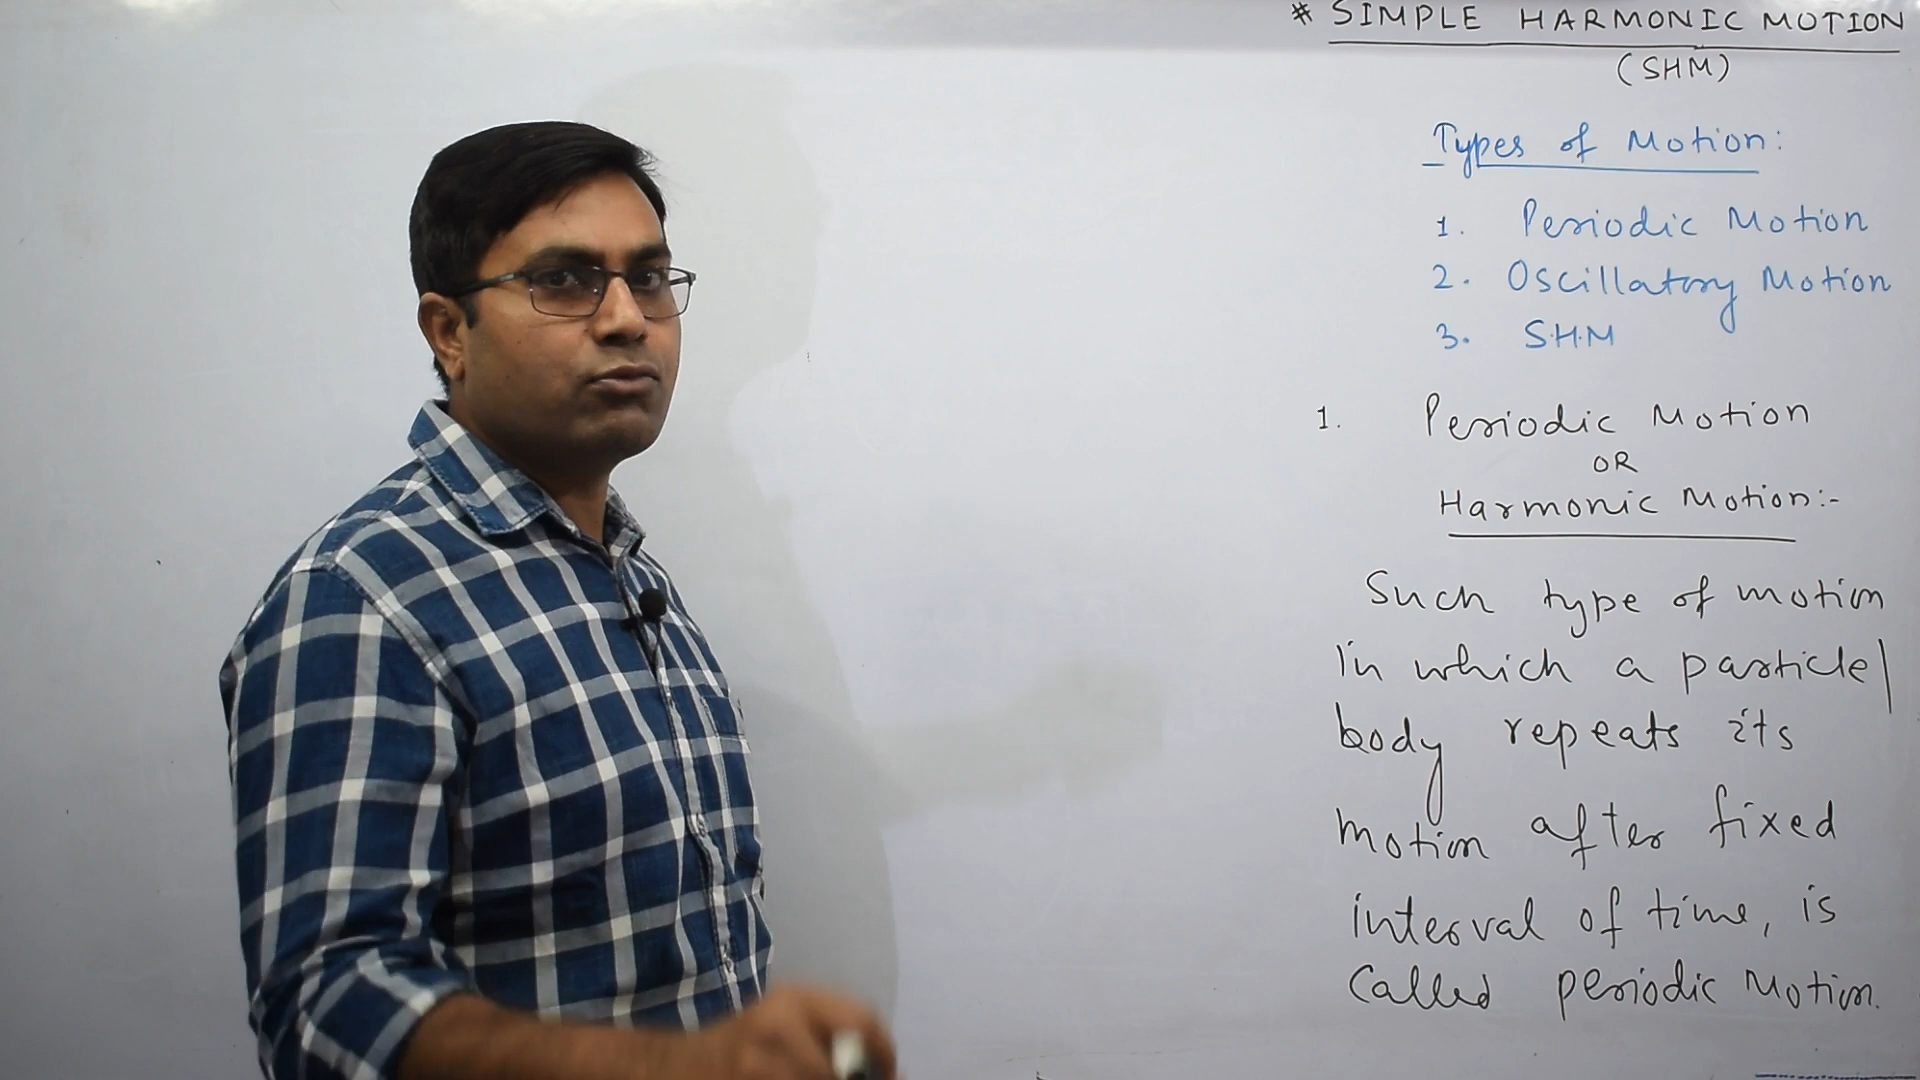 * SIMPLE HARMONIC MOTION
(SHM)
Types of Motion:
1. Periodic Motion
2. Oscillatory Motion
3. S.H.M
1. Periodic Motion
OR
Harmonic Motion:-
Such type of motion
in which a particle/
body repeats its
motion after fixed
interval of time, is
Called periodic Motion.